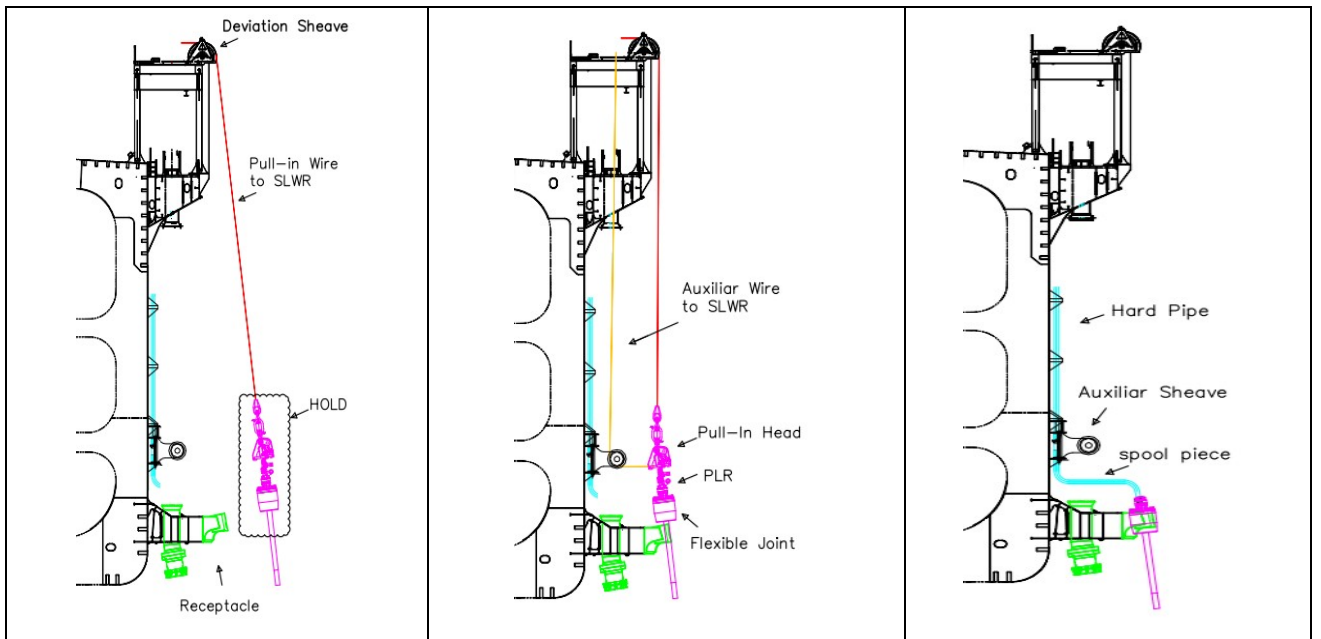 Deviation Sheave
Pull-in Wire
to SLWR
HOLD
Receptacle
Auxiliar Wire
to SLWR
Pull-In Head
PLR
Flexible Joint
Hard Pipe
Auxiliar Sheave
spool piece